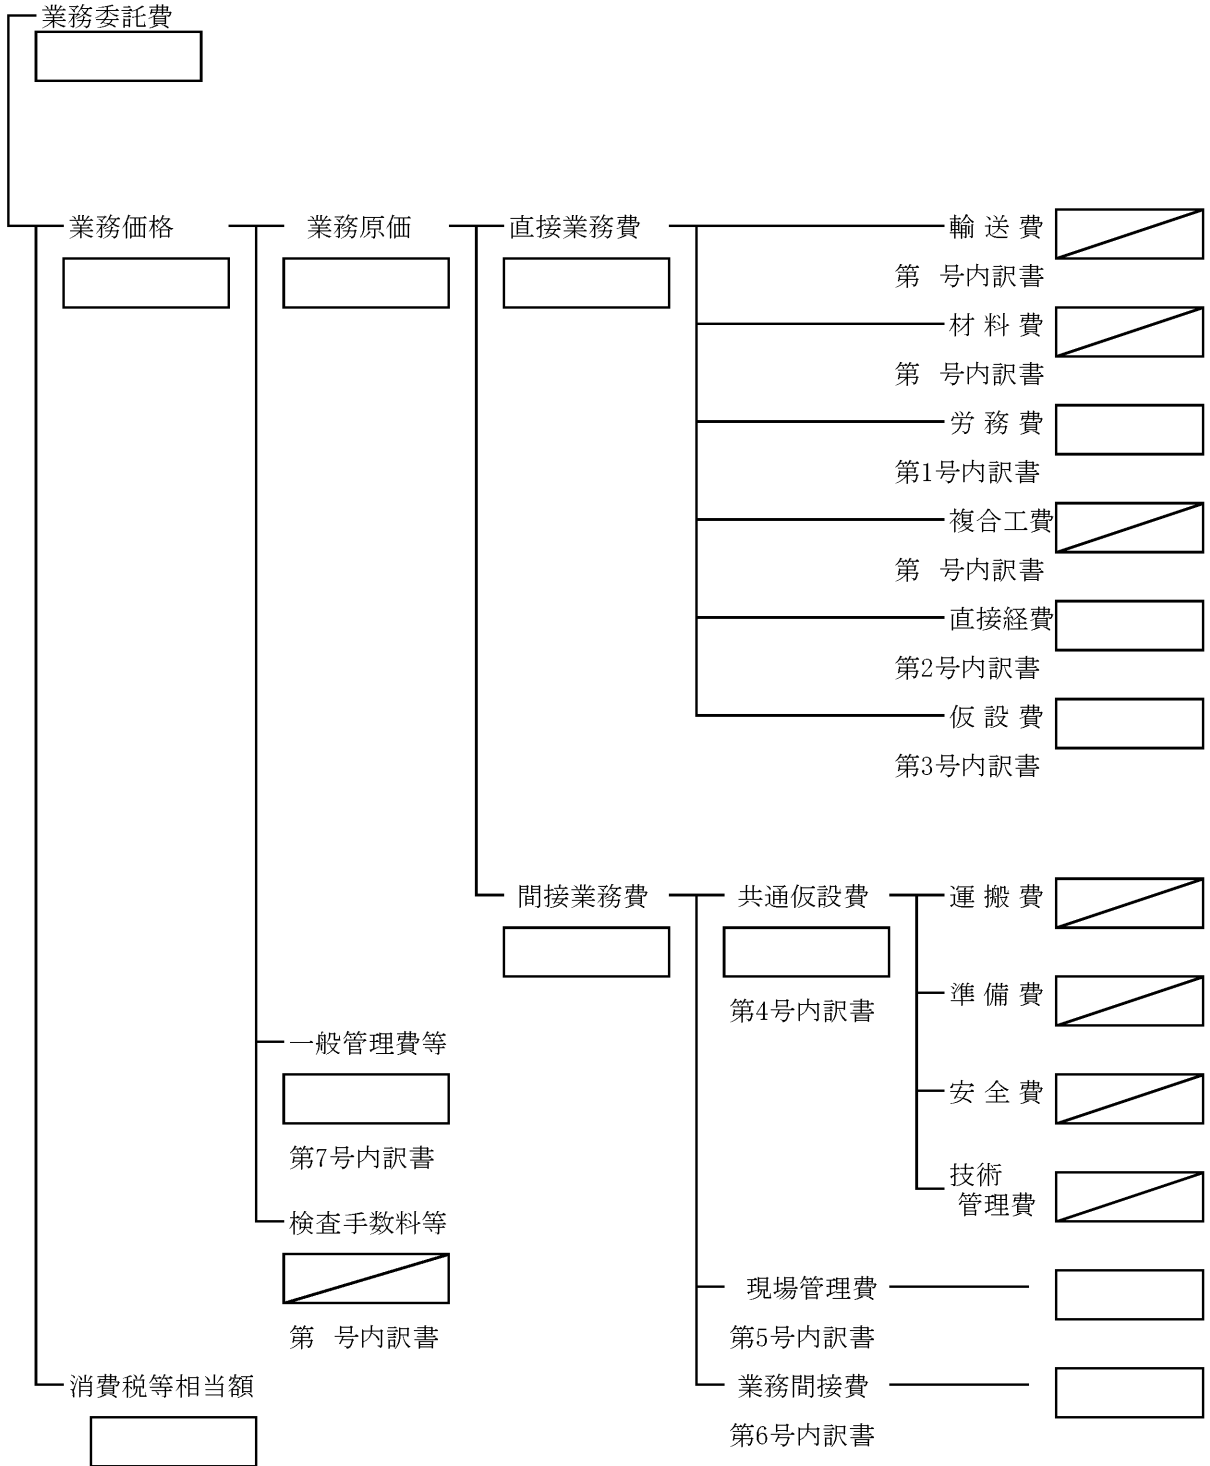 業務委託費
業務価格 業務原価 直接業務費 輸送費
第 号内訳書
材料費
第 号内訳書
労務費
第1号内訳書
複合工費
第 号内訳書
直接経費
第2号内訳書
仮設費
第3号内訳書
間接業務費 共通仮設費 運搬費
準備費
第4号内訳書
一般管理費等
安全費
第7号内訳書
技術
管理費
検査手数料等
現場管理費
第 号内訳書
第5号内訳書
消費税等相当額
業務間接費
第6号内訳書